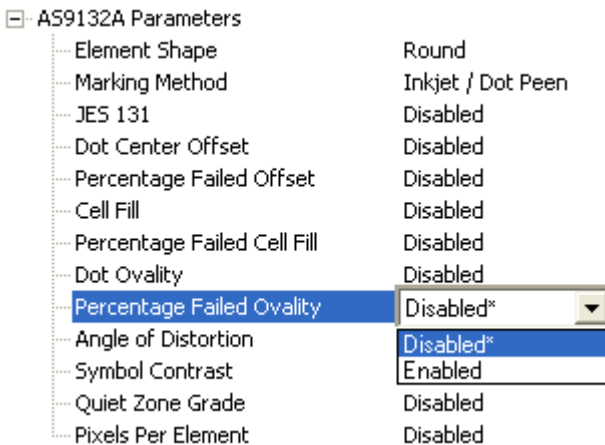 AS9132A Parameters
Element Shape Round
Marking Method Inkjet / Dot Peen
JES 131 Disabled
Dot Center Offset Disabled
Percentage Failed Offset Disabled
Cell Fill Disabled
Percentage Failed Cell Fill Disabled
Dot Ovality Disabled
Percentage Failed Ovality Disabled*
Angle of Distortion Disabled*
Symbol Contrast Enabled
Quiet Zone Grade Disabled
Pixels Per Element Disabled